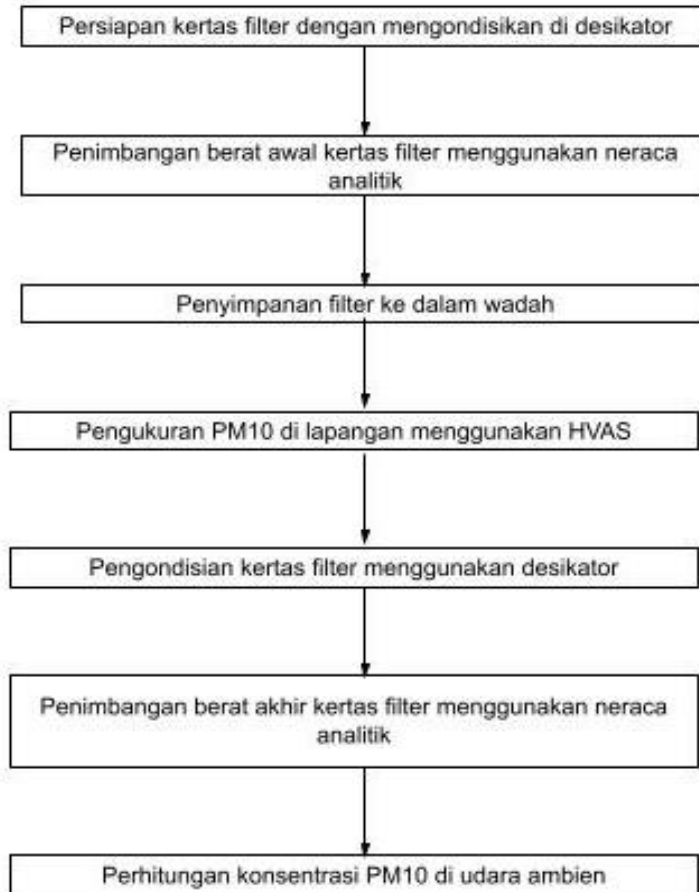 Persiapan kertas filter dengan mengondisikan di desikator
Penimbangan berat awal kertas filter menggunakan neraca
analitik
Penyimpanan filter ke dalam wadah
Pengukuran PM10 di lapangan menggunakan HVAS
Pengondisian kertas filter menggunakan desikator
Penimbangan berat akhir kertas filter menggunakan neraca
analitik
Perhitungan konsentrasi PM10 di udara ambien